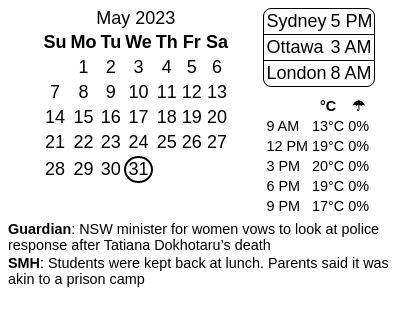 May 2023
Su Mo Tu We Th Fr Sa
1 2 3 4 5 6
7 8 9 10 11 12 13
14 15 16 17 18 19 20
21 22 23 24 25 26 27
28 29 30 31
Sydney 5 PM
Ottawa 3 AM
London 8 AM
°C ☂
9 AM 13°C 0%
12 PM 19°C 0%
3 PM 20°C 0%
6 PM 19°C 0%
9 PM 17°C 0%
Guardian: NSW minister for women vows to look at police
response after Tatiana Dokhotaru’s death
SMH: Students were kept back at lunch. Parents said it was
akin to a prison camp